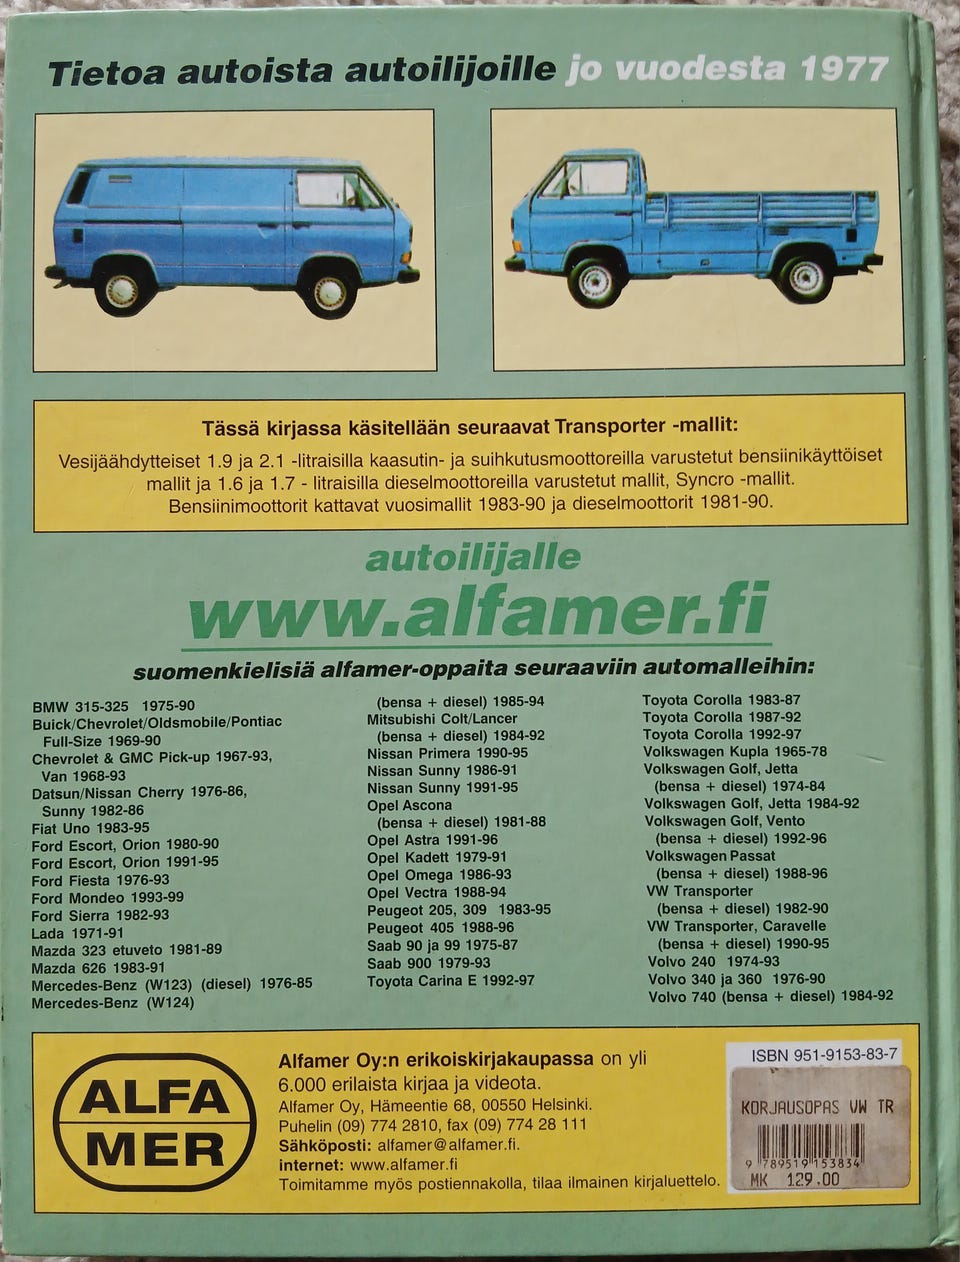 Tietoa autoista autoilijoille jo vuodesta 1977
Tässä kirjassa käsitellään seuraavat Transporter -mallit:
Vesijäähdytteiset 1.9 ja 2.1 -litraisilla kaasutin- ja suihkutusmoottoreilla varustetut bensiinikäyttöiset
mallit ja 1.6 ja 1.7 - litraisilla dieselmoottoreilla varustetut mallit, Syncro -mallit.
Bensiinimoottorit kattavat vuosimallit 1983-90 ja dieselmoottorit 1981-90.
autoilijalle
www.alfamer.fi
suomenkielisiä alfamer-oppaita seuraaviin automalleihin:
BMW 315-325 1975-90
Buick/Chevrolet/Oldsmobile/Pontiac
Full-Size 1969-90
Chevrolet & GMC Pick-up 1967-93,
Van 1968-93
Datsun/Nissan Cherry 1976-86,
Sunny 1982-86
Fiat Uno 1983-95
Ford Escort, Orion 1980-90
Ford Escort, Orion 1991-95
Ford Fiesta 1976-93
Ford Mondeo 1993-99
Ford Sierra 1982-93
Lada 1971-91
Mazda 323 etuveto 1981-89
Mazda 626 1983-91
Mercedes-Benz (W123) (diesel) 1976-85
Mercedes-Benz (W124)
(bensa + diesel) 1985-94
Mitsubishi Colt/Lancer
(bensa + diesel) 1984-92
Nissan Primera 1990-95
Nissan Sunny 1986-91
Nissan Sunny 1991-95
Opel Ascona
(bensa + diesel) 1981-88
Opel Astra 1991-96
Opel Kadett 1979-91
Opel Omega 1986-93
Opel Vectra 1988-94
Peugeot 205, 309 1983-95
Peugeot 405 1988-96
Saab 90 ja 99 1975-87
Saab 900 1979-93
Toyota Carina E 1992-97
Toyota Corolla 1983-87
Toyota Corolla 1987-92
Toyota Corolla 1992-97
Volkswagen Kupla 1965-78
Volkswagen Golf, Jetta
(bensa + diesel) 1974-84
Volkswagen Golf, Jetta 1984-92
Volkswagen Golf, Vento
(bensa + diesel) 1992-96
Volkswagen Passat
(bensa + diesel) 1988-96
VW Transporter
(bensa + diesel) 1982-90
VW Transporter, Caravelle
(bensa + diesel) 1990-95
Volvo 240 1974-93
Volvo 340 ja 360 1976-90
Volvo 740 (bensa + diesel) 1984-92
ALFA
MER
Alfamer Oy:n erikoiskirjakaupassa on yli
6.000 erilaista kirjaa ja videota.
Alfamer Oy, Hämeentie 68, 00550 Helsinki.
Puhelin (09) 774 2810, fax (09) 774 28 111
Sähköposti: alfamer@alfamer.fi.
internet: www.alfamer.fi
Toimitamme myös postiennakolla, tilaa ilmainen kirjaluettelo.
ISBN 951-9153-83-7
KORJAUSOPAS VW TR
9 789519 153834
MK 129.00